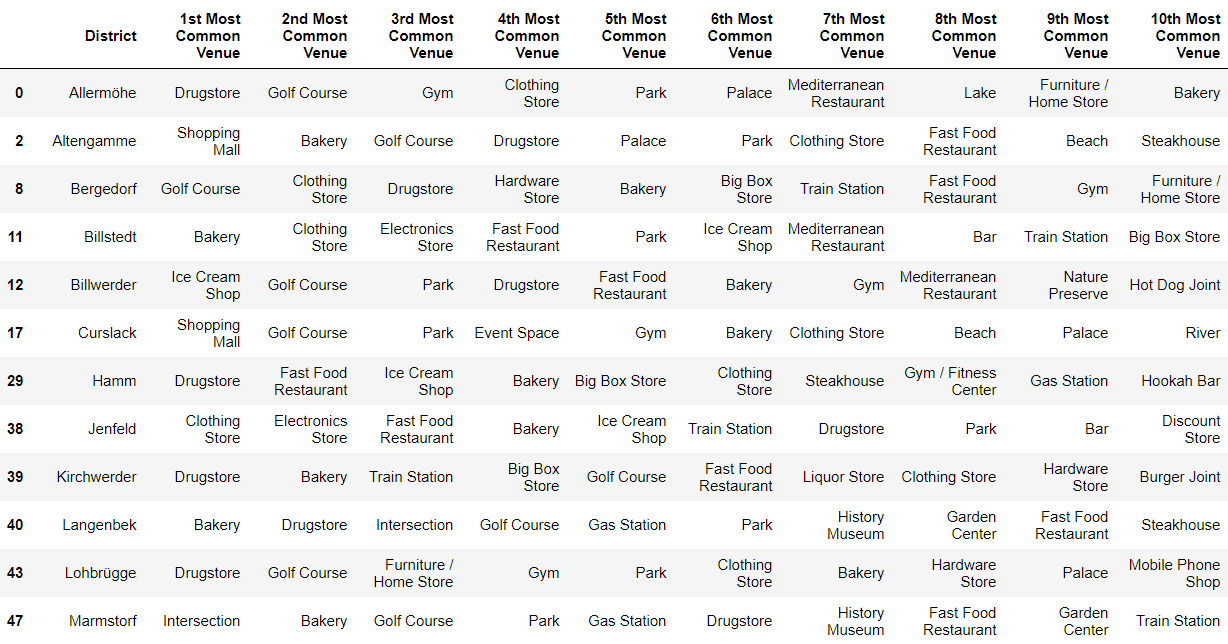 District 1st Most Common Venue 2nd Most Common Venue 3rd Most Common Venue 4th Most Common Venue 5th Most Common Venue 6th Most Common Venue 7th Most Common Venue 8th Most Common Venue 9th Most Common Venue 10th Most Common Venue
0 Allermöhe Drugstore Golf Course Gym Clothing Store Park Palace Mediterranean Restaurant Lake Furniture / Home Store Bakery
2 Altengamme Shopping Mall Bakery Golf Course Drugstore Palace Park Clothing Store Fast Food Restaurant Beach Steakhouse
8 Bergedorf Golf Course Clothing Store Drugstore Hardware Store Bakery Big Box Store Train Station Fast Food Restaurant Gym Furniture / Home Store
11 Billstedt Bakery Clothing Store Electronics Store Fast Food Restaurant Park Ice Cream Shop Mediterranean Restaurant Bar Train Station Big Box Store
12 Billwerder Ice Cream Shop Golf Course Park Drugstore Fast Food Restaurant Bakery Gym Mediterranean Restaurant Nature Preserve Hot Dog Joint
17 Curslack Shopping Mall Golf Course Park Event Space Gym Bakery Clothing Store Beach Palace River
29 Hamm Drugstore Fast Food Restaurant Ice Cream Shop Bakery Big Box Store Clothing Store Steakhouse Gym / Fitness Center Gas Station Hookah Bar
38 Jenfeld Clothing Store Electronics Store Fast Food Restaurant Bakery Ice Cream Shop Train Station Drugstore Park Bar Discount Store
39 Kirchwerder Drugstore Bakery Train Station Big Box Store Golf Course Fast Food Restaurant Liquor Store Clothing Store Hardware Store Burger Joint
40 Langenbek Bakery Drugstore Intersection Golf Course Gas Station Park History Museum Garden Center Fast Food Restaurant Steakhouse
43 Lohbrügge Drugstore Golf Course Furniture / Home Store Gym Park Clothing Store Bakery Hardware Store Palace Mobile Phone Shop
47 Marmstorf Intersection Bakery Golf Course Park Gas Station Drugstore History Museum Fast Food Restaurant Garden Center Train Station